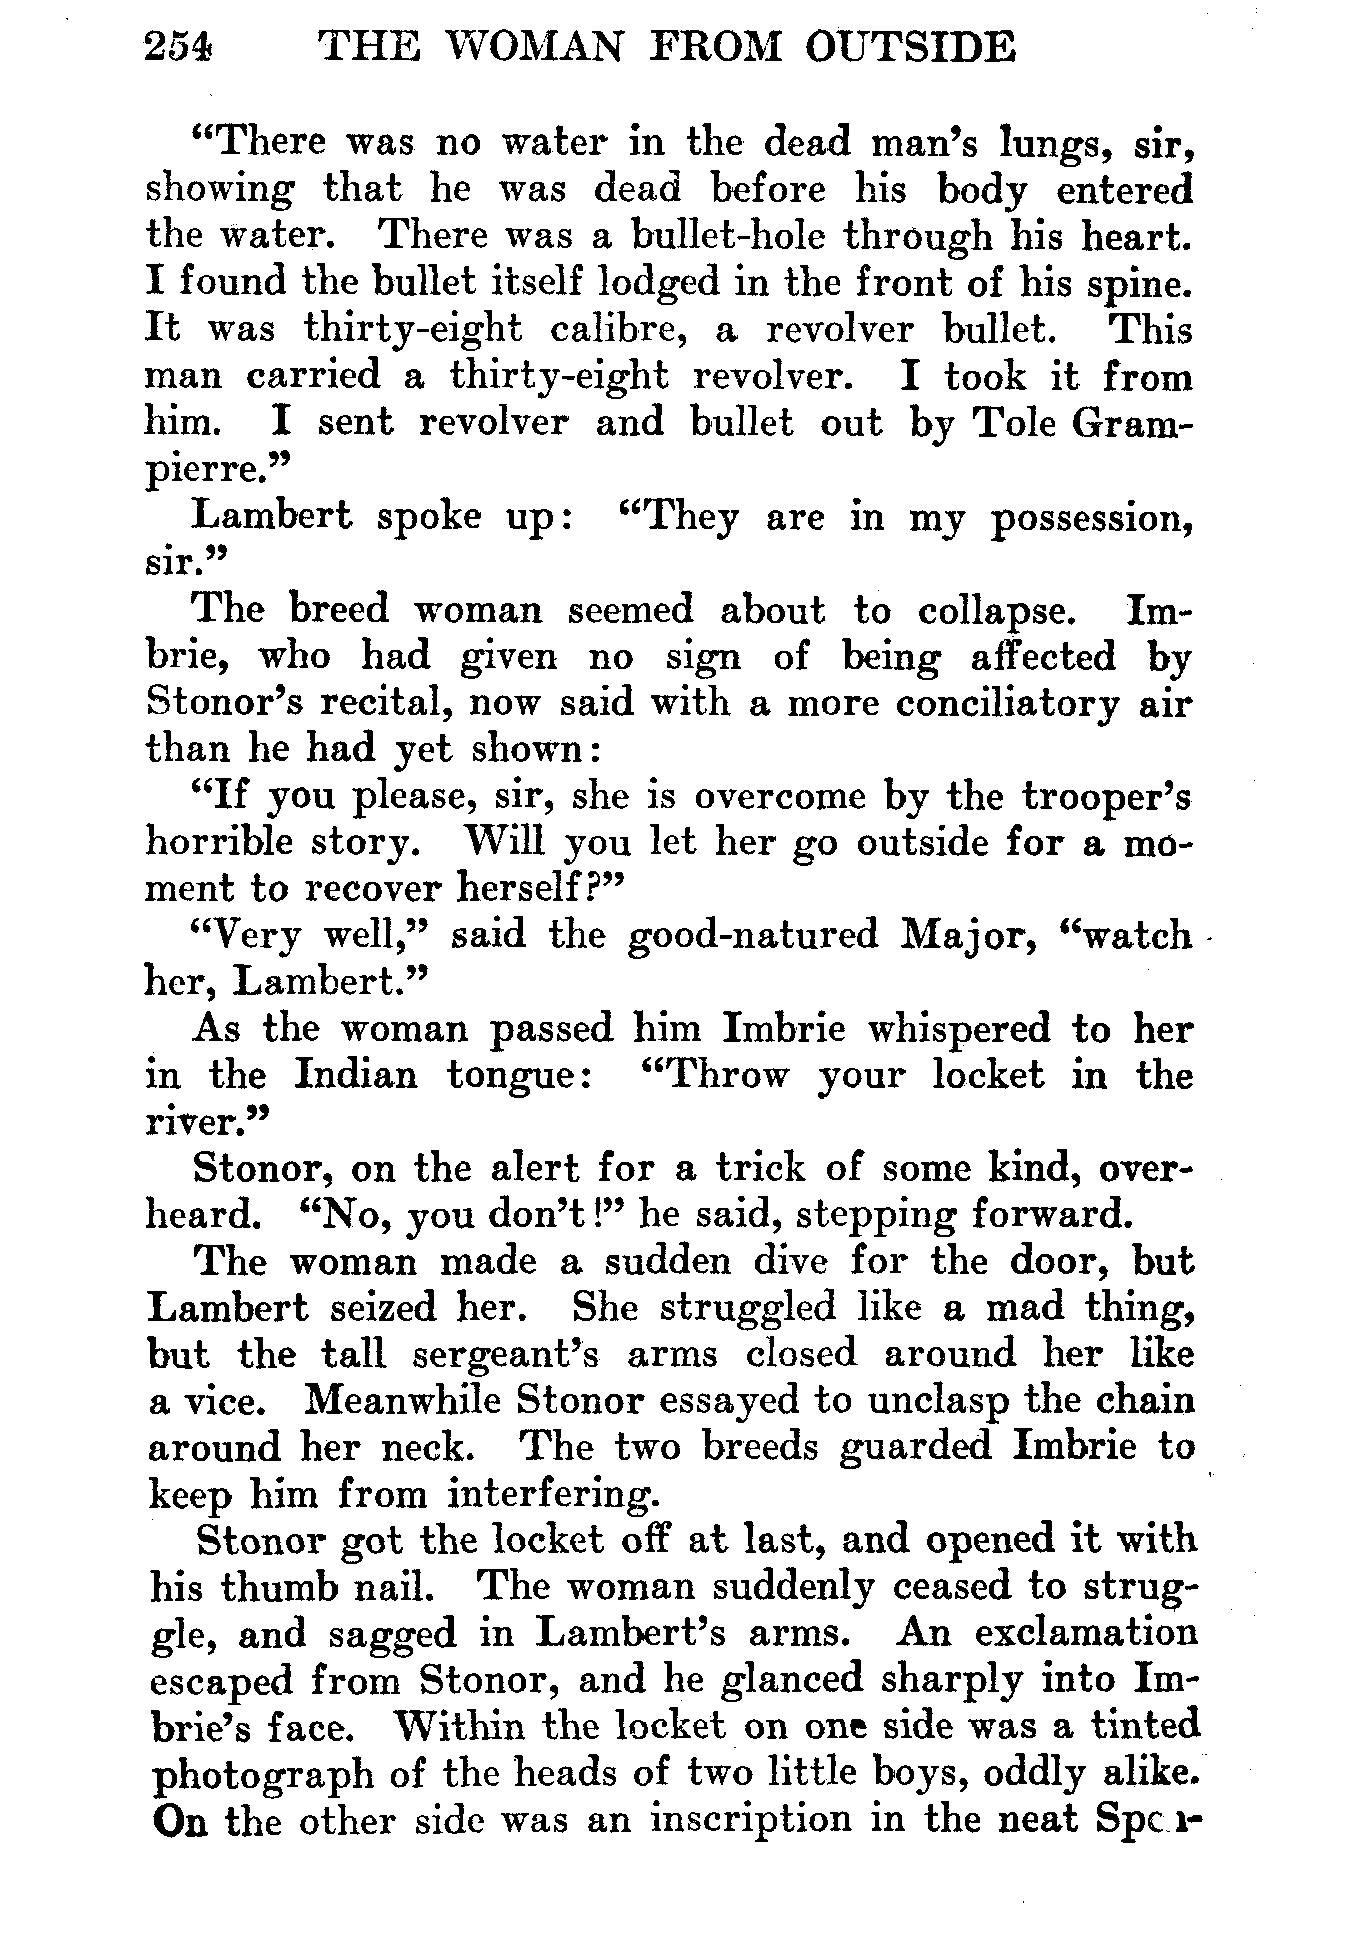 254 THE WOMAN FROM OUTSIDE
“There was no water in the dead man’s lungs, sir,
showing that he was dead before his body entered
the water. There was a bullet-hole through his heart.
I found the bullet itself lodged in the front of his spine.
It was thirty-eight calibre, a revolver bullet. This
man carried a thirty-eight revolver. I took it from
him. I sent revolver and bullet out by Tole Gram-
pierre.”
Lambert spoke up: “They are in my possession,
sir.”
The breed woman seemed about to collapse. Im-
brie, who had given no sign of being affected by
Stonor’s recital, now said with a more conciliatory air
than he had yet shown:
“If you please, sir, she is overcome by the trooper’s
horrible story. Will you let her go outside for a mo-
ment to recover herself?”
“Very well,” said the good-natured Major, “watch
her, Lambert.”
As the woman passed him Imbrie whispered to her
in the Indian tongue: “Throw your locket in the
river.”
Stonor, on the alert for a trick of some kind, over-
heard. “No, you don’t!” he said, stepping forward.
The woman made a sudden dive for the door, but
Lambert seized her. She struggled like a mad thing,
but the tall sergeant’s arms closed around her like
a vice. Meanwhile Stonor essayed to unclasp the chain
around her neck. The two breeds guarded Imbrie to
keep him from interfering.
Stonor got the locket off at last, and opened it with
his thumb nail. The woman suddenly ceased to strug-
gle, and sagged in Lambert’s arms. An exclamation
escaped from Stonor, and he glanced sharply into Im-
brie’s face. Within the locket on one side was a tinted
photograph of the heads of two little boys, oddly alike.
On the other side was an inscription in the neat